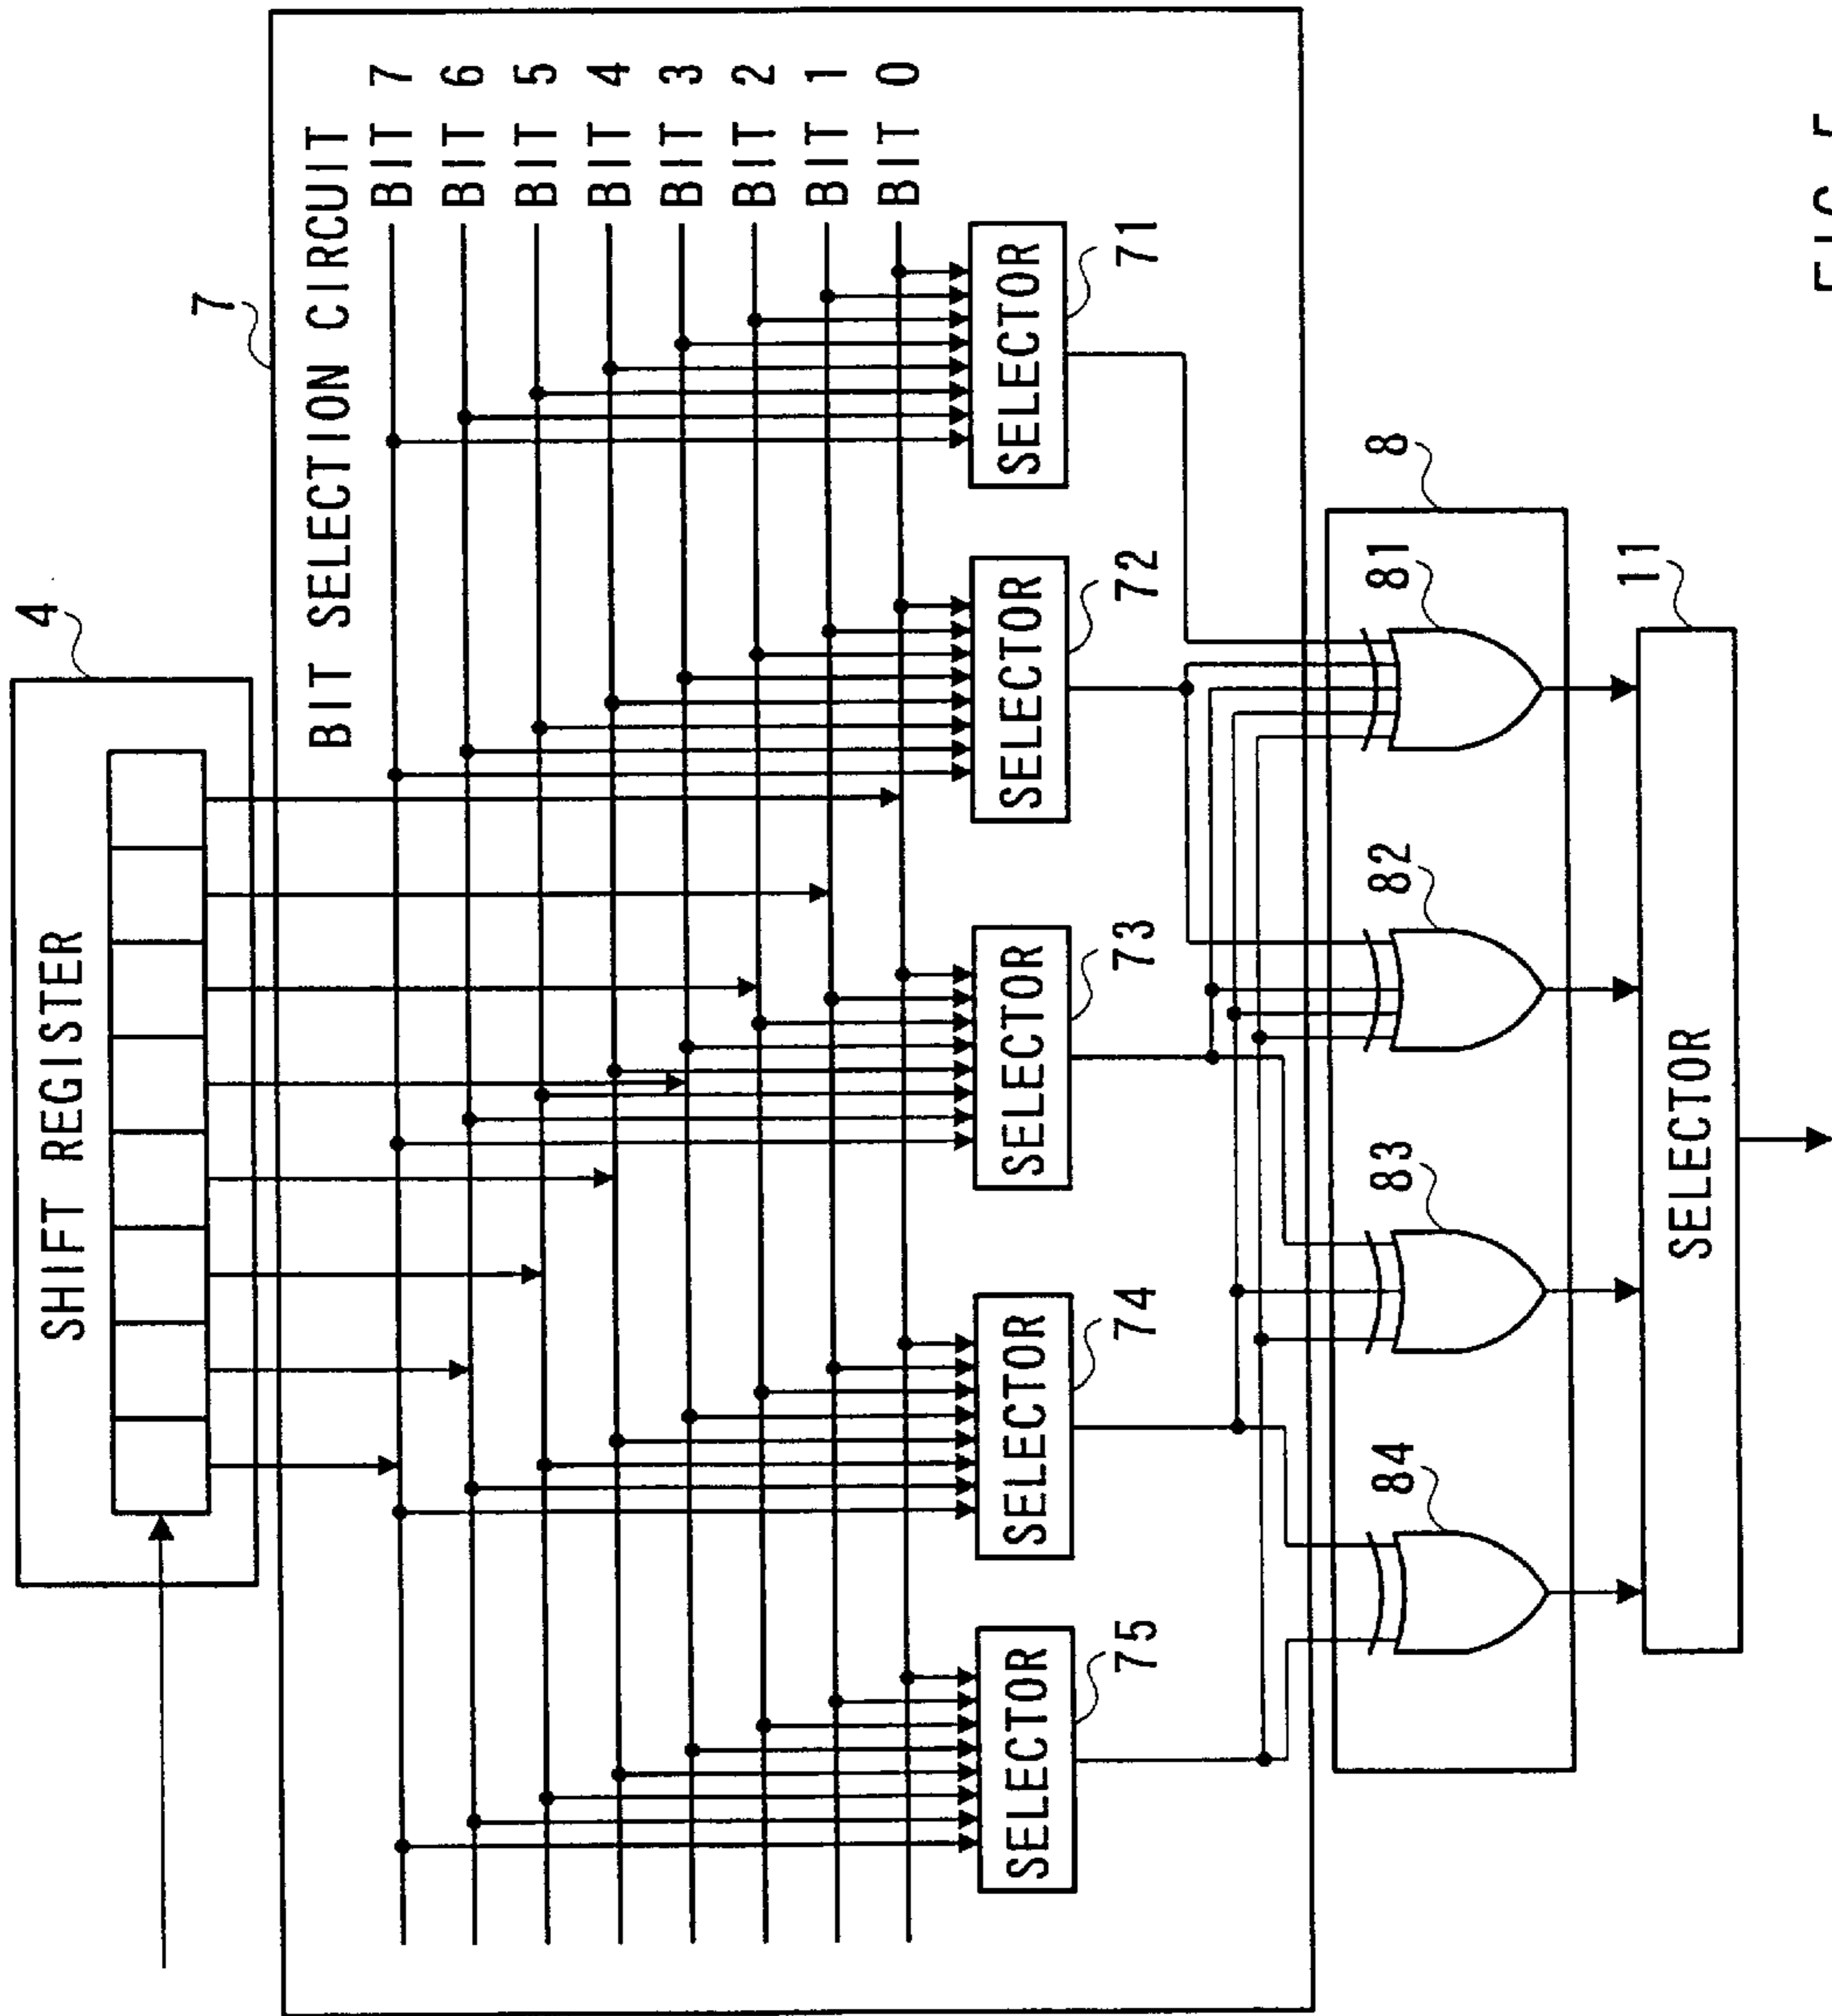 4
SHIFT REGISTER
7
BIT SELECTION CIRCUIT
BIT 7
BIT 6
BIT 5
BIT 4
BIT 3
BIT 2
BIT 1
BIT 0
SELECTOR
75
SELECTOR
74
SELECTOR
73
SELECTOR
72
SELECTOR
71
8
84
83
82
81
11
SELECTOR